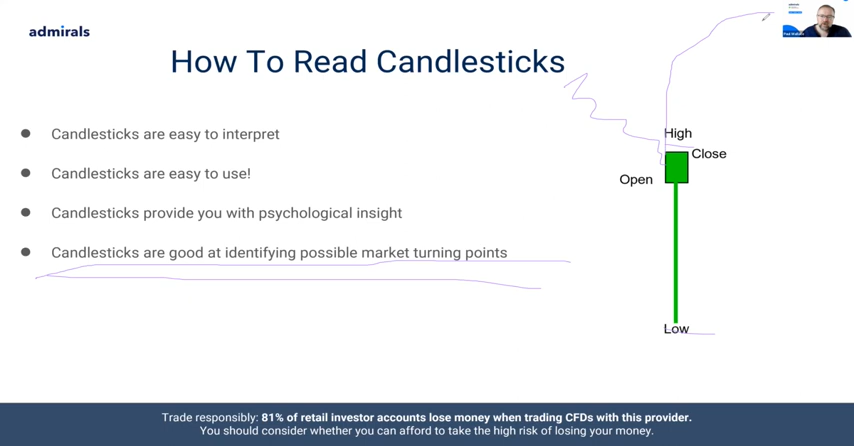 admirals
How To Read Candlesticks
Candlesticks are easy to interpret
Candlesticks are easy to use!
Candlesticks provide you with psychological insight
Candlesticks are good at identifying possible market turning points
High
Close
Open
Low
Trade responsibly: 81% of retail investor accounts lose money when trading CFDs with this provider.
You should consider whether you can afford to take the high risk of losing your money.